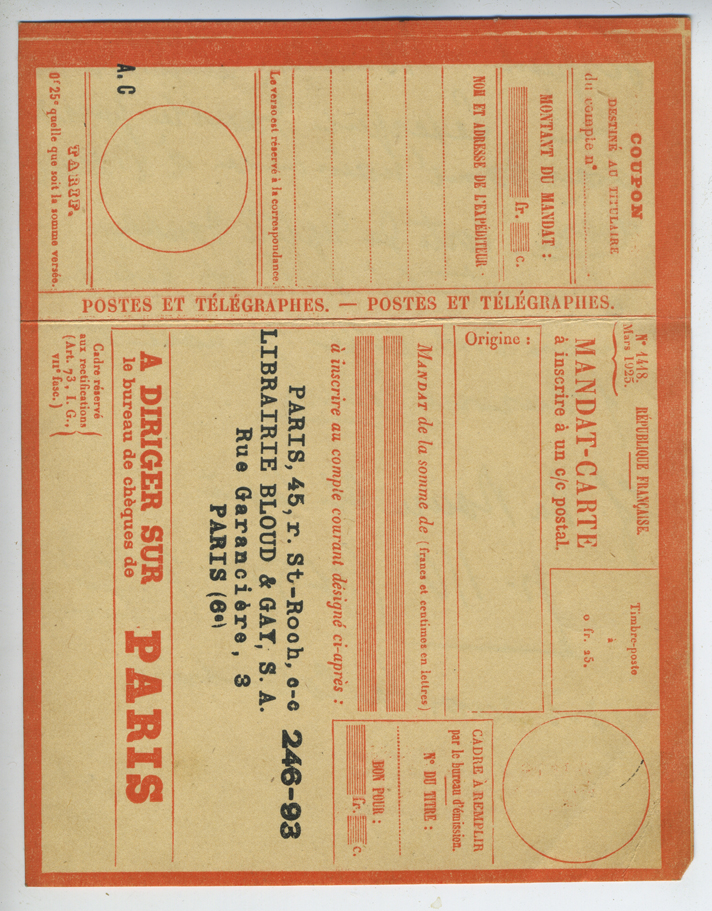 COUPON
DESTINÉ AU TITULAIRE
du compte n°
MONTANT DU MANDAT :
fr. c.
NOM ET ADRESSE DE L'EXPÉDITEUR
Le verso est réservé à la correspondance.
A. C
TARIF.
0f 25c quelle que soit la somme versée.
POSTES ET TÉLÉGRAPHES. — POSTES ET TÉLÉGRAPHES.
N° 1418.
Mars 1925.
RÉPUBLIQUE FRANÇAISE.
MANDAT-CARTE
à inscrire à un c/c postal.
Timbre-poste
à
0 fr. 25.
Origine :
MANDAT de la somme de (francs et centimes en lettres)
à inscrire au compte courant désigné ci-après :
CADRE À REMPLIR
par le bureau d'émission.
N° DU TITRE :
BON POUR :
fr. c.
PARIS, 45, r. St-Roch, c-c 246-93
LIBRAIRIE BLOUD & GAY, S. A.
Rue Garancière, 3
PARIS (6e)
A DIRIGER SUR
le bureau de chèques de
PARIS
Cadre réservé
aux rectifications
(Art. 73, I. G.,
VIIe fasc.)